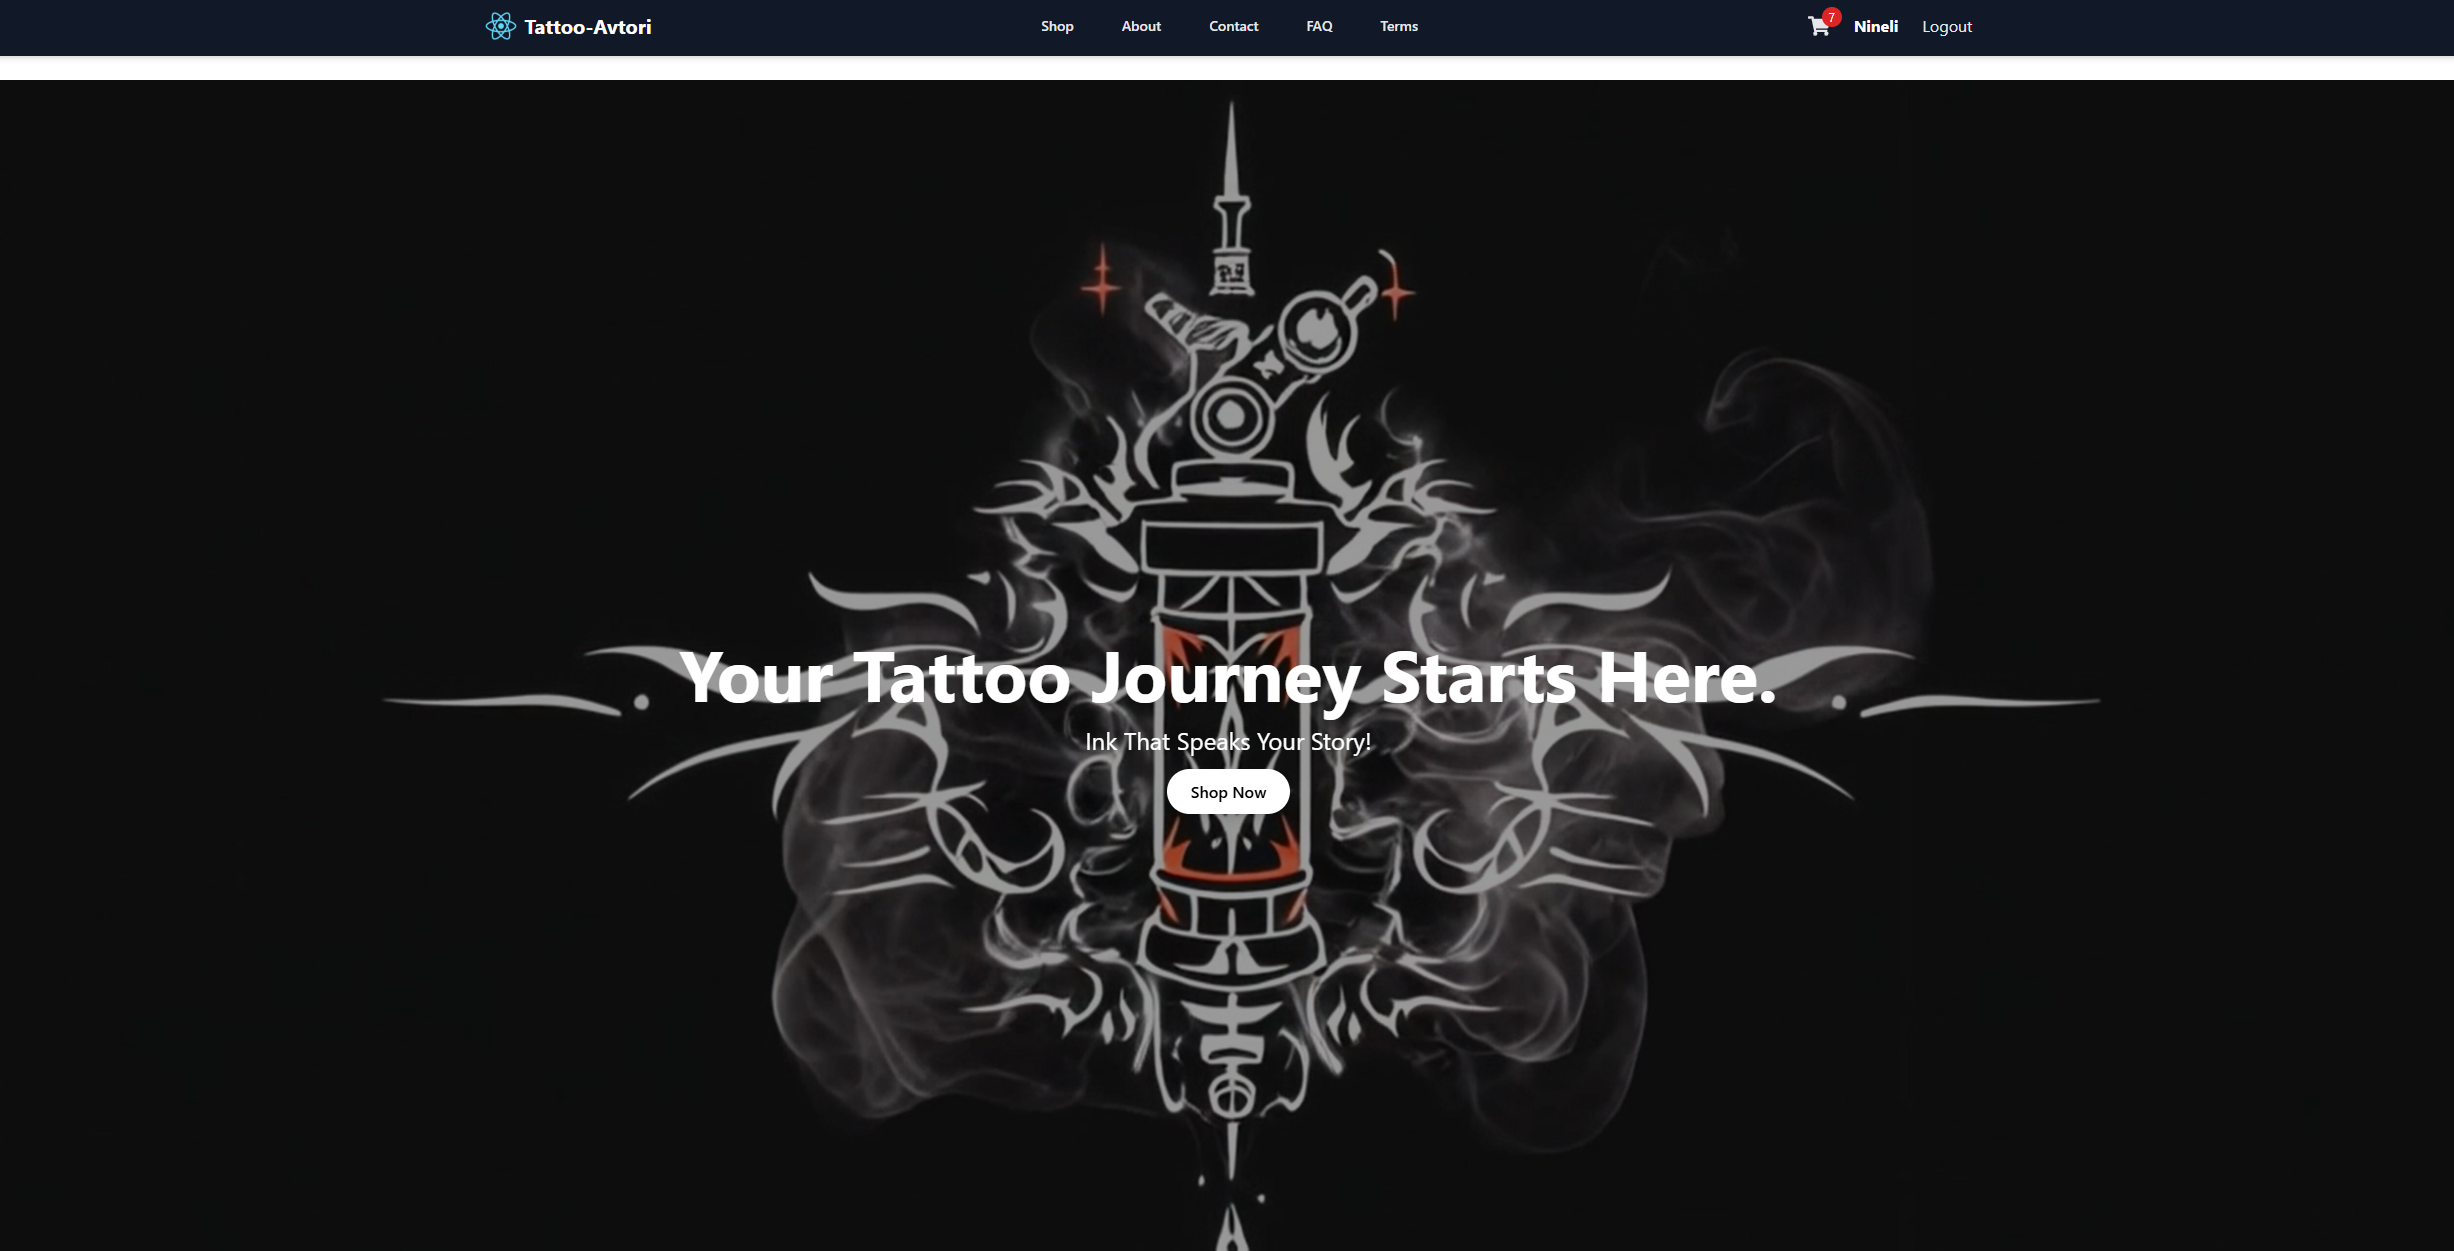 Tattoo-Avtori
Shop About Contact FAQ Terms
7 Nineli Logout
Your Tattoo Journey Starts Here.
Ink That Speaks Your Story!
Shop Now